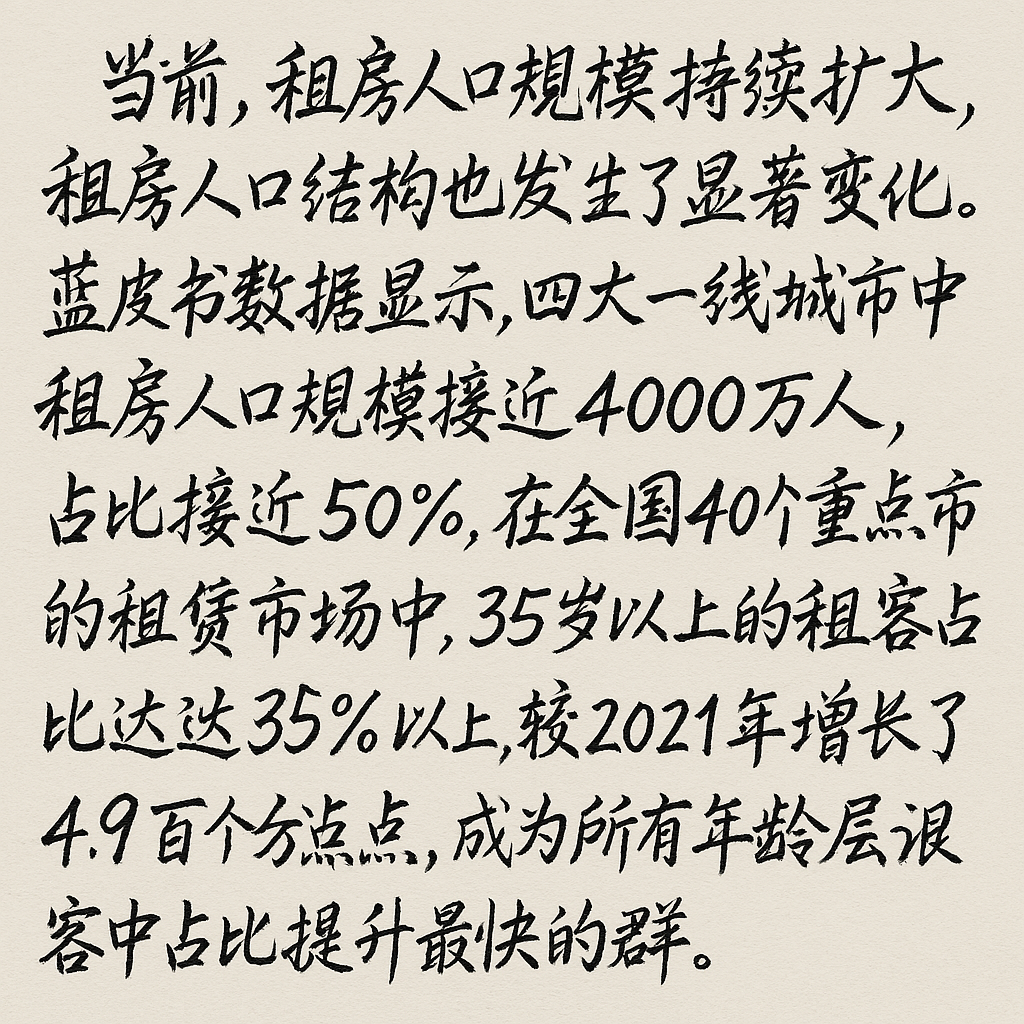 当前,租房人口規模持续扩大,
租房人口结构也发生了显著变化。
蓝皮书数据显示,四大一线城市中
租房人口規模接近4000万人,
占比接近50%,在全国40个重点市
的租赁市场中,35岁以上的租客占
比达达35%以上,较2021年增长了
4.9百个分点点,成为所有年龄层
客中占比提升最快的群。